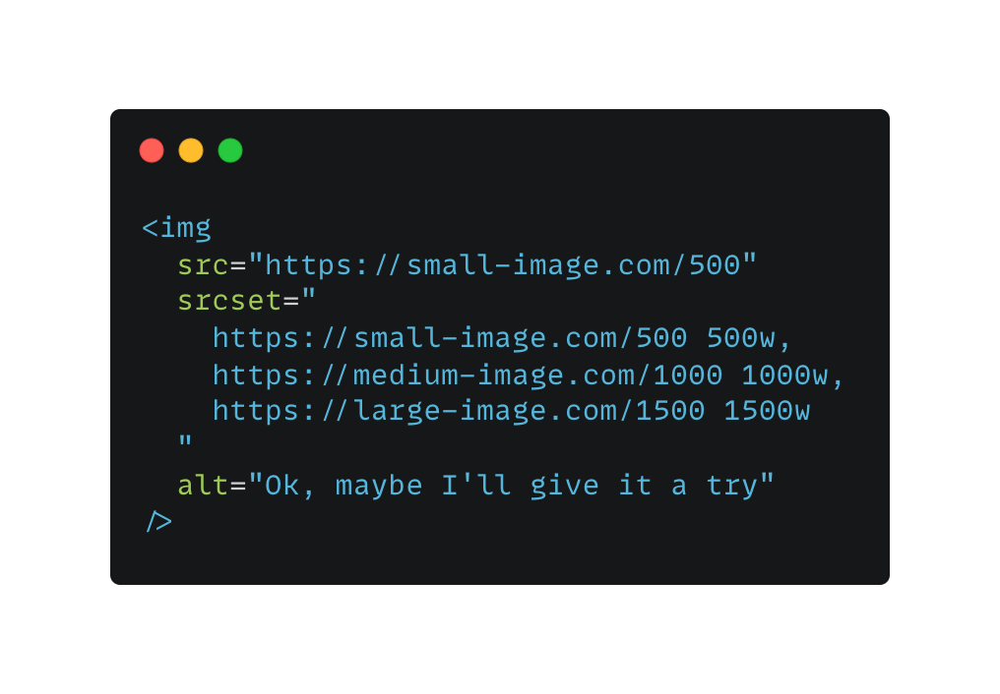 <img
src="https://small-image.com/500"
srcset="
https://small-image.com/500 500w,
https://medium-image.com/1000 1000w,
https://large-image.com/1500 1500w
"
alt="Ok, maybe I'll give it a try"
/>